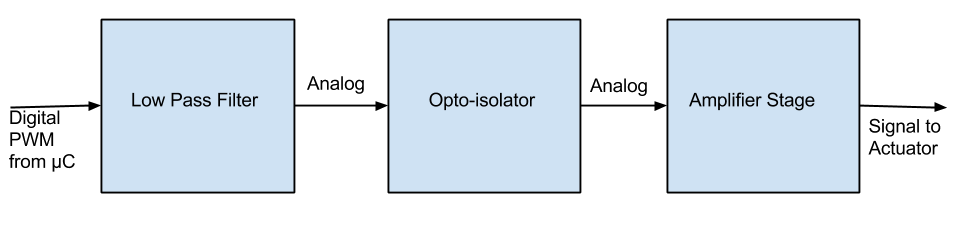 Digital
PWM
from µC
Low Pass Filter
Analog
Opto-isolator
Analog
Amplifier Stage
Signal to
Actuator